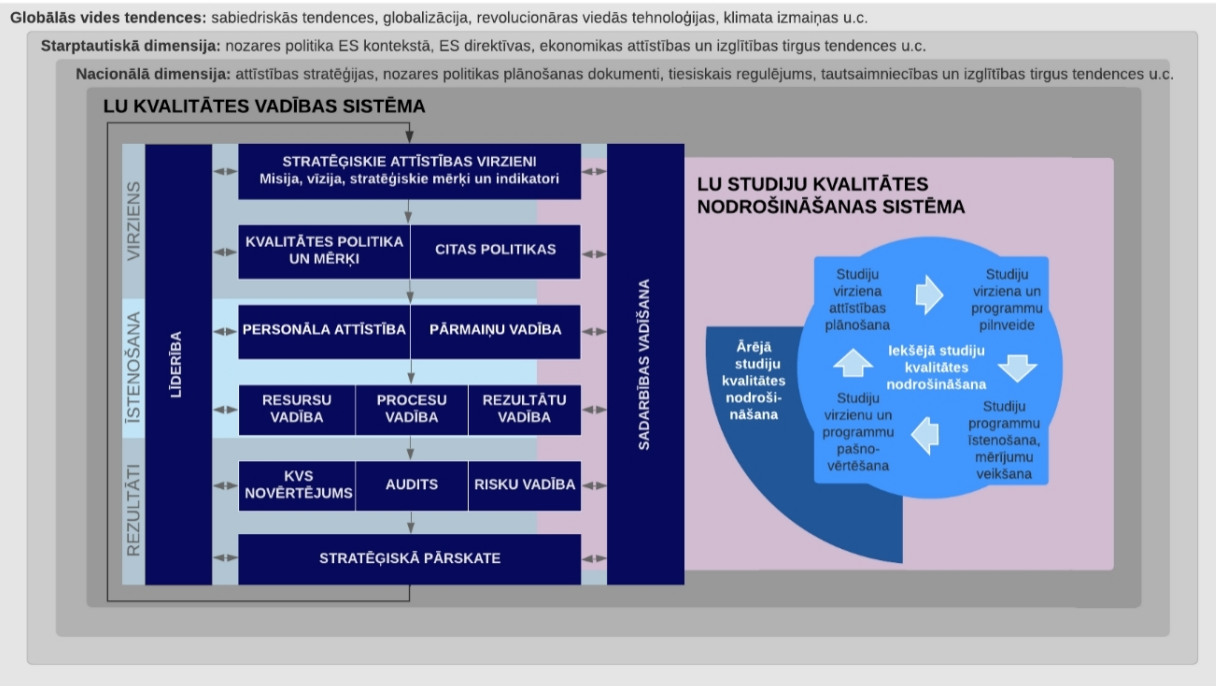 Globālās vides tendences: sabiedriskās tendences, globalizācija, revolucionāras viedās tehnoloģijas, klimata izmaiņas u.c.
Starptautiskā dimensija: nozares politika ES kontekstā, ES direktīvas, ekonomikas attīstības un izglītības tirgus tendences u.c.
Nacionālā dimensija: attīstības stratēģijas, nozares politikas plānošanas dokumenti, tiesiskais regulējums, tautsaimniecības un izglītības tirgus tendences u.c.
LU KVALITĀTES VADĪBAS SISTĒMA
VIRZIENS
ĪSTENOŠANA
REZULTĀTI
LĪDERĪBA
STRATĒĢISKIE ATTĪSTĪBAS VIRZIENI
Misija, vīzija, stratēģiskie mērķi un indikatori
KVALITĀTES POLITIKA
UN MĒRĶI
CITAS POLITIKAS
PERSONĀLA ATTĪSTĪBA
PĀRMAIŅU VADĪBA
RESURSU
VADĪBA
PROCESU
VADĪBA
REZULTĀTU
VADĪBA
KVS
NOVĒRTĒJUMS
AUDITS
RISKU VADĪBA
STRATĒĢISKĀ PĀRSKATE
SADARBĪBAS VADĪŠANA
LU STUDIJU KVALITĀTES
NODROŠINĀŠANAS SISTĒMA
Ārējā
studiju
kvalitātes
nodroši-
nāšana
Studiju
virziena
attīstības
plānošana
Studiju
virziena un
programmu
pilnveide
Iekšējā studiju
kvalitātes
nodrošināšana
Studiju
virzienu un
programmu
pašno-
vērtēšana
Studiju
programmu
īstenošana,
mērījumu
veikšana